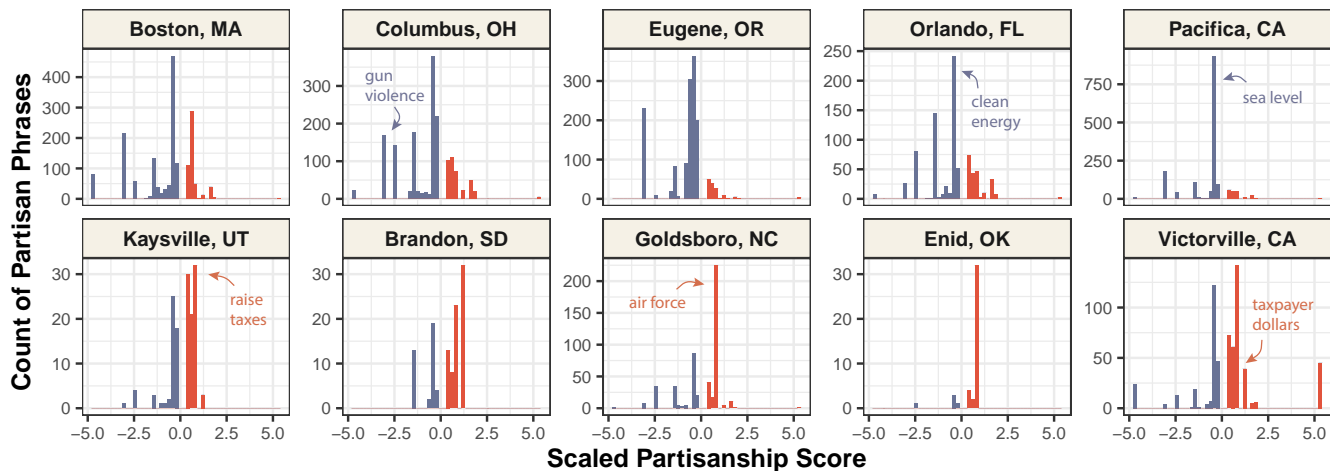 Boston, MA
Columbus, OH
Eugene, OR
Orlando, FL
Pacifica, CA
400
300
200
100
0
300
200
100
0
gun
violence
300
200
100
0
250
200
150
100
50
0
clean
energy
750
500
250
0
sea level
Kaysville, UT
Brandon, SD
Goldsboro, NC
Enid, OK
Victorville, CA
30
20
10
0
raise
taxes
30
20
10
0
200
150
100
50
0
air force
30
20
10
0
100
50
0
taxpayer
dollars
−5.0 −2.5 0.0 2.5 5.0
−5.0 −2.5 0.0 2.5 5.0
−5.0 −2.5 0.0 2.5 5.0
−5.0 −2.5 0.0 2.5 5.0
−5.0 −2.5 0.0 2.5 5.0
Count of Partisan Phrases
Scaled Partisanship Score